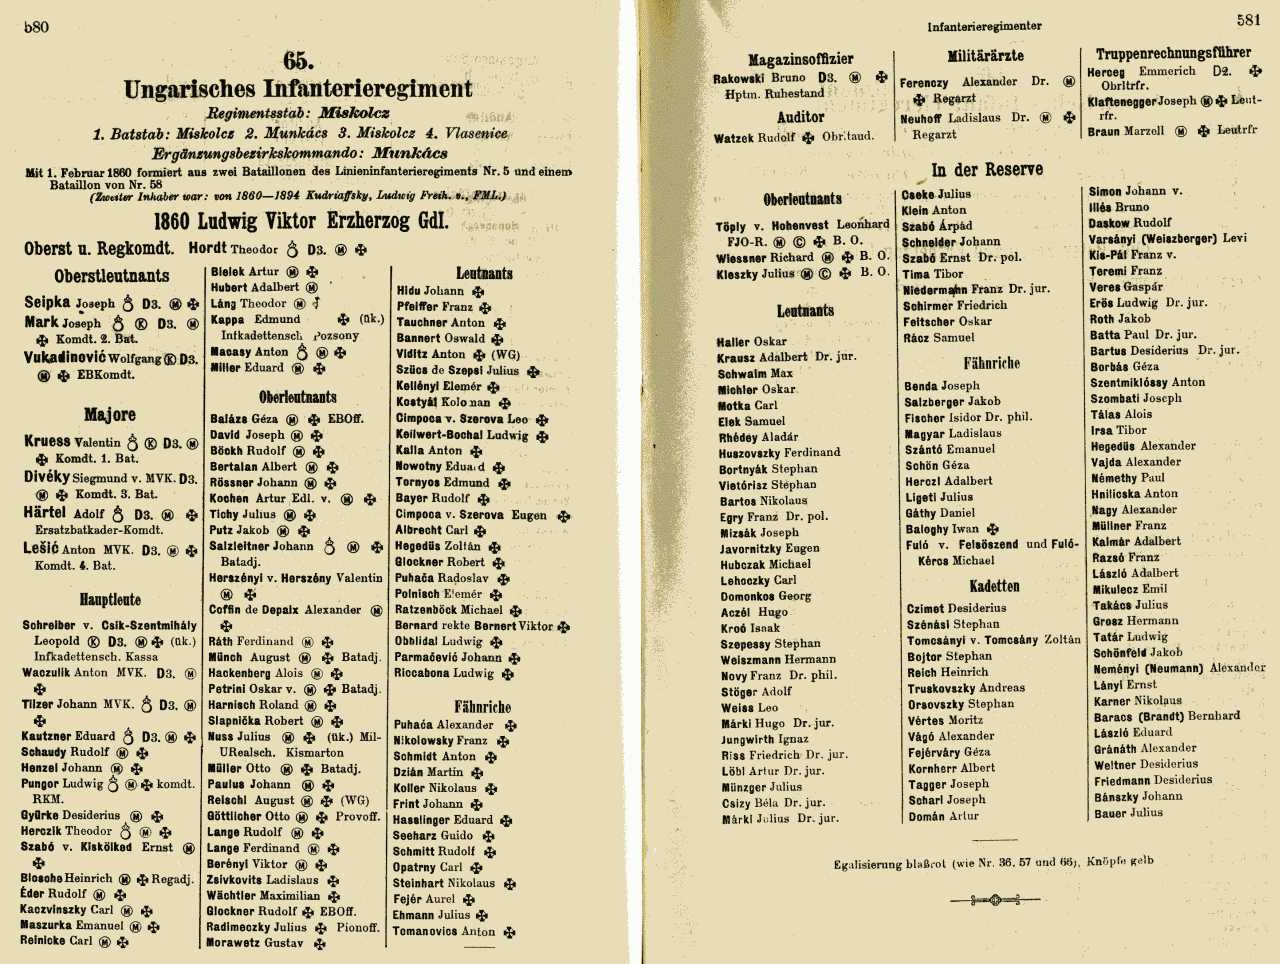 580
65.
Ungarisches Infanterieregiment
Regimentsstab: Miskolcz
1. Batstab: Miskolcz 2. Munkács 3. Miskolcz 4. Vlasenice
Ergänzungsbezirkskommando: Munkács
Mit 1. Februar 1860 formiert aus zwei Bataillonen des Linieninfanterieregiments Nr. 5 und einem
Bataillon von Nr. 58
(Zweiter Inhaber war: von 1860—1894 Kudriaffsky, Ludwig Freih. v., FML.)
1860 Ludwig Viktor Erzherzog GdI.
Oberst u. Regkomdt. Hordt Theodor D3. Ⓜ ✠
Oberstleutnants
Seipka Joseph D3. Ⓜ ✠
Mark Joseph Ⓚ D3. Ⓜ
✠ Komdt. 2. Bat.
Vukadinović Wolfgang Ⓚ D3.
Ⓜ ✠ EBKomdt.
Majore
Kruess Valentin Ⓚ D3. Ⓜ
✠ Komdt. 1. Bat.
Divéky Siegmund v. MVK. D3.
Ⓜ ✠ Komdt. 3. Bat.
Härtel Adolf D3. Ⓜ ✠
Ersatzbatkader-Komdt.
Lešić Anton MVK. D3. Ⓜ ✠
Komdt. 4. Bat.
Hauptleute
Schreiber v. Csik-Szentmihály
Leopold Ⓚ D3. Ⓜ ✠ (ük.)
Infkadettensch. Kassa
Waczulik Anton MVK. D3. Ⓜ
✠
Tilzer Johann MVK. D3. Ⓜ
✠
Kautzner Eduard D3. Ⓜ ✠
Schaudy Rudolf Ⓜ ✠
Henzel Johann Ⓜ ✠
Pungor Ludwig Ⓜ ✠ komdt.
RKM.
Gyürke Desiderius Ⓜ ✠
Herczik Theodor Ⓜ ✠
Szabó v. Kisköiked Ernst Ⓜ
✠
Blosche Heinrich Ⓜ ✠ Regadj.
Éder Rudolf Ⓜ ✠
Kaczvinszky Carl Ⓜ ✠
Maszurka Emanuel Ⓜ ✠
Reinicke Carl Ⓜ ✠
Bielek Artur Ⓜ ✠
Hubert Adalbert Ⓜ
Láng Theodor Ⓜ
Kappa Edmund ✠ (ük.)
Infkadettensch Pozsony
Macasy Anton Ⓜ ✠
Miller Eduard Ⓜ ✠
Oberleutnants
Balázs Géza Ⓜ ✠ EBOff.
David Joseph Ⓜ ✠
Böckh Rudolf Ⓜ ✠
Bertalan Albert Ⓜ ✠
Rössner Johann Ⓜ ✠
Kochen Artur Edl. v. Ⓜ ✠
Tichy Julius Ⓜ ✠
Putz Jakob Ⓜ ✠
Salzleitner Johann Ⓜ ✠
Batadj.
Herszényi v. Herszény Valentin
Ⓜ ✠
Coffin de Depaix Alexander Ⓜ
✠
Ráth Ferdinand Ⓜ ✠
Münch August Ⓜ ✠ Batadj.
Hackenberg Alois Ⓜ ✠
Petrini Oskar v. Ⓜ ✠ Batadj.
Harnisch Roland Ⓜ ✠
Slapnička Robert Ⓜ ✠
Nuss Julius Ⓜ ✠ (ük.) Mil-
URealsch. Kismarton
Müller Otto Ⓜ ✠ Batadj.
Paulus Johann Ⓜ ✠
Reischl August Ⓜ ✠ (WG)
Göttlicher Otto Ⓜ ✠ Provoff.
Lange Rudolf Ⓜ ✠
Lange Ferdinand Ⓜ ✠
Berényi Viktor Ⓜ ✠
Zsivkovits Ladislaus ✠
Wächtler Maximilian ✠
Glockner Rudolf ✠ EBOff.
Radimeczky Julius ✠ Pionoff.
Morawetz Gustav ✠
Leutnants
Hidu Johann ✠
Pfeiffer Franz ✠
Tauchner Anton ✠
Bannert Oswald ✠
Viditz Anton ✠ (WG)
Szücs de Szepsi Julius ✠
Kellényi Elemér ✠
Kostyál Koloman ✠
Cimpoca v. Szerova Leo ✠
Keilwert-Bochal Ludwig ✠
Kalla Anton ✠
Nowotny Eduard ✠
Tornyos Edmund ✠
Bayer Rudolf ✠
Cimpoca v. Szerova Eugen ✠
Albrecht Carl ✠
Hegedüs Zoltán ✠
Glockner Robert ✠
Puhača Radoslav ✠
Polnisch Elemér ✠
Ratzenböck Michael ✠
Bernard rekte Bernert Viktor ✠
Obhlidal Ludwig ✠
Parmačević Johann ✠
Riccabona Ludwig ✠
Fähnriche
Puhača Alexander ✠
Nikolowsky Franz ✠
Schmidt Anton ✠
Dzián Martin ✠
Koller Nikolaus ✠
Frint Johann ✠
Hasslinger Eduard ✠
Seeharz Guido ✠
Schmitt Rudolf ✠
Opatrny Carl ✠
Steinhart Nikolaus ✠
Fejér Aurel ✠
Ehmann Julius ✠
Tomanovics Anton ✠
Infanterieregimenter
581
Magazinsoffizier
Rakowski Bruno D3. Ⓜ ✠
Hptm. Ruhestand
Auditor
Watzek Rudolf ✠ Obrltaud.
Militärärzte
Ferenczy Alexander Dr. Ⓜ
✠ Regarzt
Neuhoff Ladislaus Dr. Ⓜ ✠
Regarzt
Truppenrechnungsführer
Herceg Emmerich D2. ✠
Obrltrfr.
Klaftenegger Joseph Ⓜ ✠ Leut-
rfr.
Braun Marzell Ⓜ ✠ Leutrfr
In der Reserve
Oberleutnants
Töply v. Hohenvest Leonhard
FJO-R. Ⓜ Ⓒ ✠ B. O.
Wiessner Richard Ⓜ ✠ B. O.
Kleszky Julius Ⓜ Ⓒ ✠ B. O.
Leutnants
Haller Oskar
Krausz Adalbert Dr. jur.
Schwalm Max
Michler Oskar
Motka Carl
Elek Samuel
Rhédey Aladár
Huszovszky Ferdinand
Bortnyák Stephan
Vietórisz Stephan
Bartos Nikolaus
Egry Franz Dr. pol.
Mizsák Joseph
Javornitzky Eugen
Hubczak Michael
Lehoczky Carl
Domonkos Georg
Aczél Hugo
Kroó Isaak
Szepessy Stephan
Weiszmann Hermann
Novy Franz Dr. phil.
Stöger Adolf
Weiss Leo
Márki Hugo Dr. jur.
Jungwirth Ignaz
Riss Friedrich Dr. jur.
Löbl Artur Dr. jur.
Münzger Julius
Csizy Béla Dr. jur.
Márki Julius Dr. jur.
Cseke Julius
Klein Anton
Szabó Árpád
Schneider Johann
Szabó Ernst Dr. pol.
Tima Tibor
Niedermann Franz Dr. jur.
Schirmer Friedrich
Feitscher Oskar
Rácz Samuel
Fähnriche
Benda Joseph
Salzberger Jakob
Fischer Isidor Dr. phil.
Magyar Ladislaus
Szántó Emanuel
Schön Géza
Herczl Adalbert
Ligeti Julius
Gáthy Daniel
Baloghy Iwan ✠
Fuló v. Felsöszend und Fuló-
Kéros Michael
Kadetten
Czimet Desiderius
Szénási Stephan
Tomcsányi v. Tomcsány Zoltán
Bojtor Stephan
Reich Heinrich
Truskovszky Andreas
Orsovszky Stephan
Vértes Moritz
Vágó Alexander
Fejérváry Géza
Kornherr Albert
Tagger Joseph
Scharl Joseph
Domán Artur
Simon Johann v.
Illés Bruno
Daskow Rudolf
Varsányi (Weiszberger) Levi
Kis-Pál Franz v.
Teremi Franz
Veres Gaspár
Erös Ludwig Dr. jur.
Roth Jakob
Batta Paul Dr. jur.
Bartus Desiderius Dr. jur.
Borbás Géza
Szentmiklóssy Anton
Szombati Joseph
Tálas Alois
Irsa Tibor
Hegedüs Alexander
Vajda Alexander
Némethy Paul
Hnilicska Anton
Nagy Alexander
Müllner Franz
Kalmár Adalbert
Razsó Franz
László Adalbert
Mikulecz Emil
Takács Julius
Grosz Hermann
Tatár Ludwig
Schönfeld Jakob
Neményi (Neumann) Alexander
Lányi Ernst
Karner Nikolaus
Baracs (Brandt) Bernhard
László Eduard
Gránáth Alexander
Weltner Desiderius
Friedmann Desiderius
Bánszky Johann
Bauer Julius
Egalisierung blaßrot (wie Nr. 36, 57 und 66), Knöpfe gelb